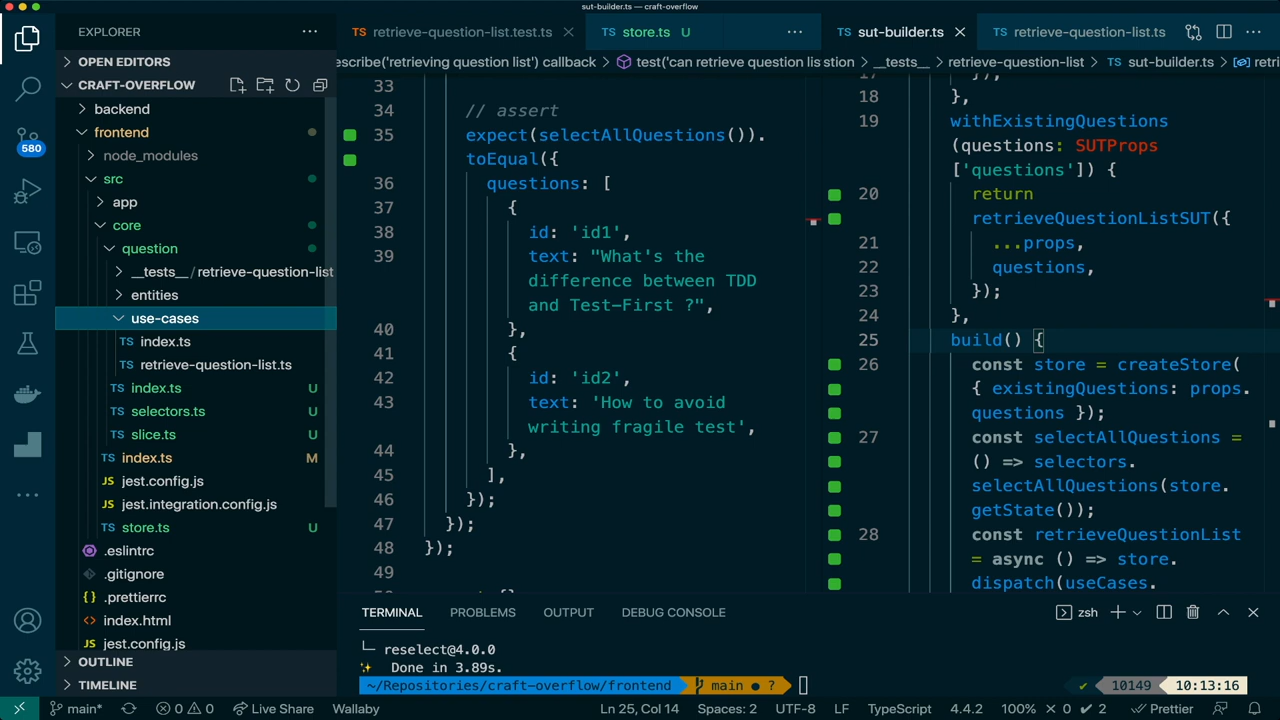 sut-builder.ts — craft-overflow
EXPLORER
OPEN EDITORS
CRAFT-OVERFLOW
backend
frontend
node_modules
src
app
core
question
__tests__ / retrieve-question-list
entities
use-cases
TS index.ts
TS retrieve-question-list.ts
TS index.ts U
TS selectors.ts U
TS slice.ts U
TS index.ts M
JS jest.config.js
JS jest.integration.config.js
TS store.ts U
.eslintrc
.gitignore
{} .prettierrc
<> index.html
JS jest.config.js
OUTLINE
TIMELINE
580
TS retrieve-question-list.test.ts
TS store.ts U
escribe('retrieving question list') callback > test('can retrieve question lis
33
34 // assert
35 expect(selectAllQuestions()).
toEqual({
36 questions: [
37 {
38 id: 'id1',
39 text: "What's the
difference between TDD
and Test-First ?",
40 },
41 {
42 id: 'id2',
43 text: 'How to avoid
writing fragile test',
44 },
45 ],
46 });
47 });
48 });
49
TS sut-builder.ts
TS retrieve-question-list.ts
stion > __tests__ > retrieve-question-list > TS sut-builder.ts > retri
17 });
18 },
19 withExistingQuestions
(questions: SUTProps
['questions']) {
20 return
retrieveQuestionListSUT({
21 ...props,
22 questions,
23 });
24 },
25 build() {
26 const store = createStore(
{ existingQuestions: props.
questions });
27 const selectAllQuestions =
() => selectors.
selectAllQuestions(store.
getState());
28 const retrieveQuestionList
= async () => store.
dispatch(useCases.
TERMINAL PROBLEMS OUTPUT DEBUG CONSOLE
zsh
└─ reselect@4.0.0
✨ Done in 3.89s.
~/Repositories/craft-overflow/frontend main ● ? ✔ 10149 10:13:16
main* 0 0 Live Share Wallaby Ln 25, Col 14 Spaces: 2 UTF-8 LF TypeScript 4.4.2 100% × 0 ✓ 2 Prettier